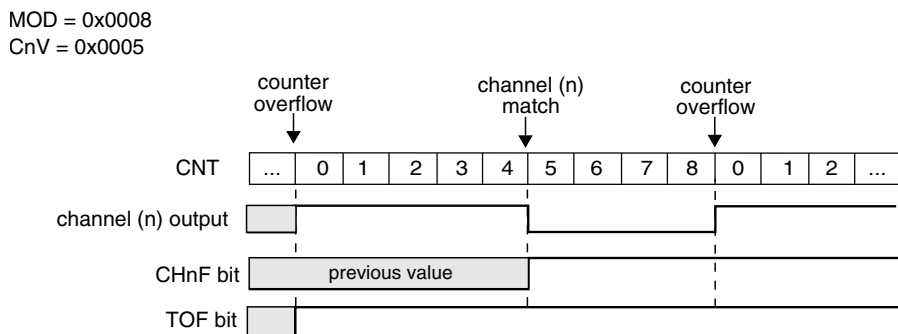 MOD = 0x0008
CnV = 0x0005
counter overflow
channel (n) match
counter overflow
CNT ... 0 1 2 3 4 5 6 7 8 0 1 2 ...
channel (n) output
CHnF bit previous value
TOF bit